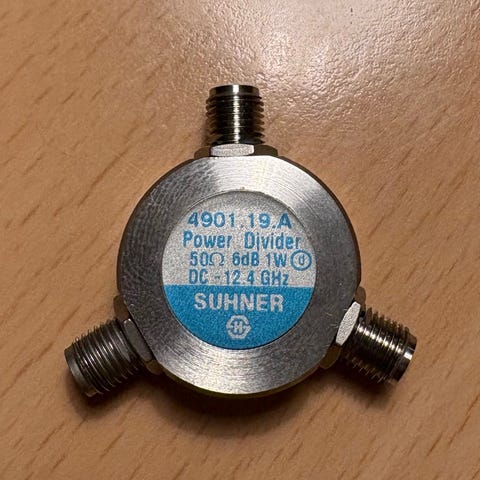 4901.19.A
Power Divider
50Ω 6dB 1W ⓓ
DC - 12.4 GHz
SUHNER
H